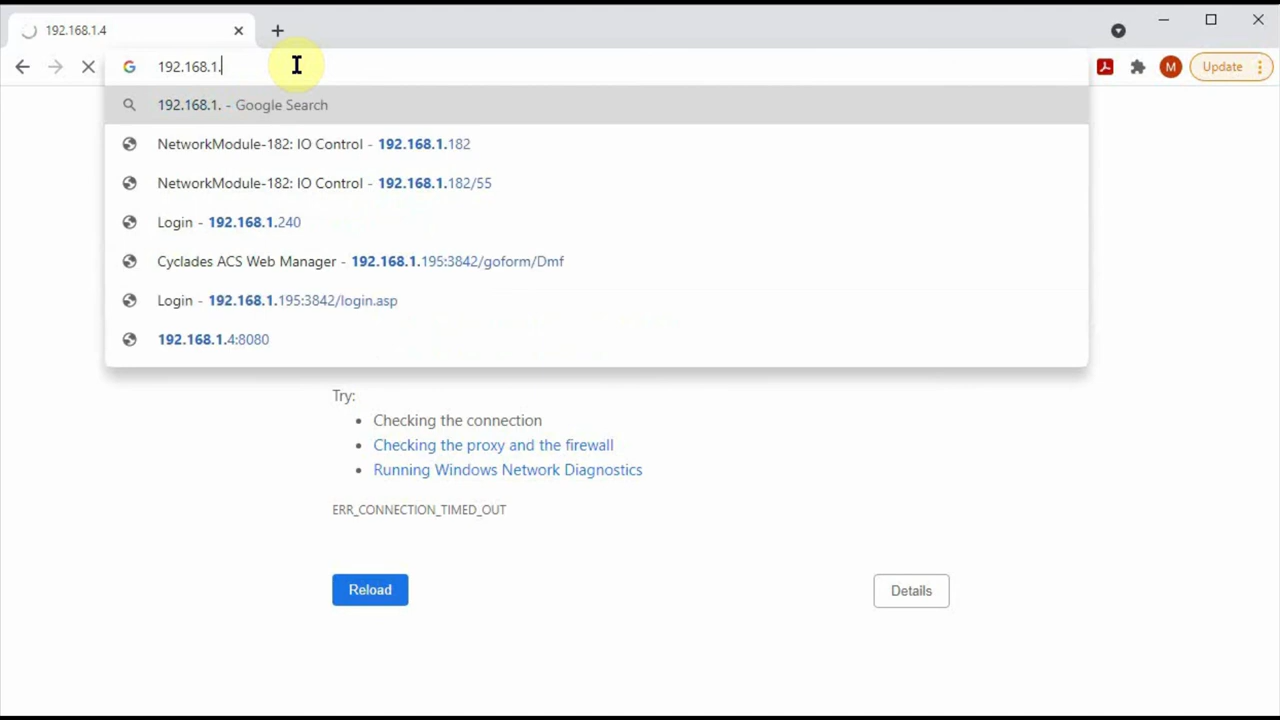 192.168.1.4
192.168.1.
M
Update
192.168.1. - Google Search
NetworkModule-182: IO Control - 192.168.1.182
NetworkModule-182: IO Control - 192.168.1.182/55
Login - 192.168.1.240
Cyclades ACS Web Manager - 192.168.1.195:3842/goform/Dmf
Login - 192.168.1.195:3842/login.asp
192.168.1.4:8080
Try:
Checking the connection
Checking the proxy and the firewall
Running Windows Network Diagnostics
ERR_CONNECTION_TIMED_OUT
Reload
Details